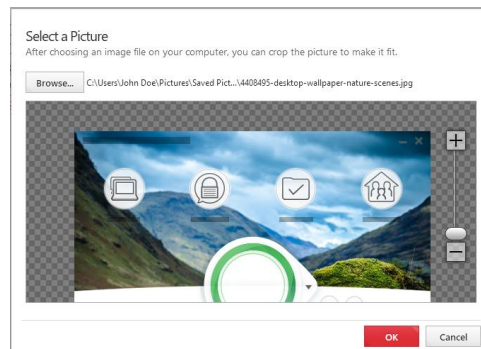 Select a Picture
After choosing an image file on your computer, you can crop the picture to make it fit.
Browse... C:\Users\John Doe\Pictures\Saved Pict...\4408495-desktop-wallpaper-nature-scenes.jpg
OK Cancel